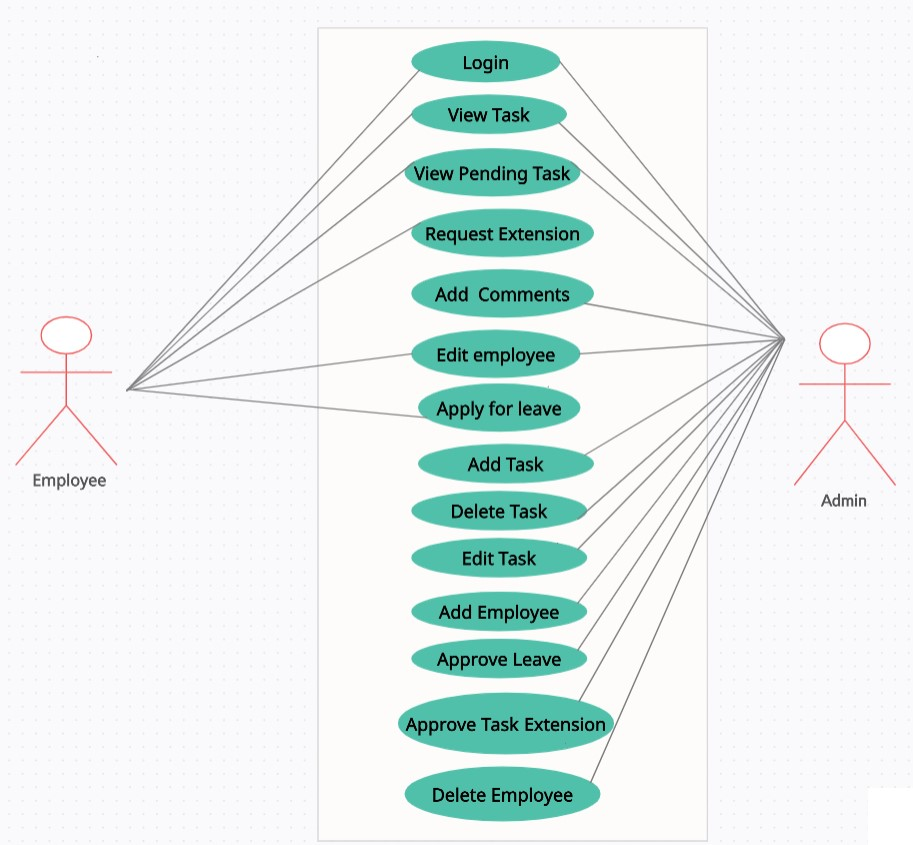 Login
View Task
View Pending Task
Request Extension
Add  Comments
Edit employee
Apply for leave
Add Task
Employee
Admin
Delete Task
Edit Task
Add Employee
Approve Leave
Approve Task Extension
Delete Employee